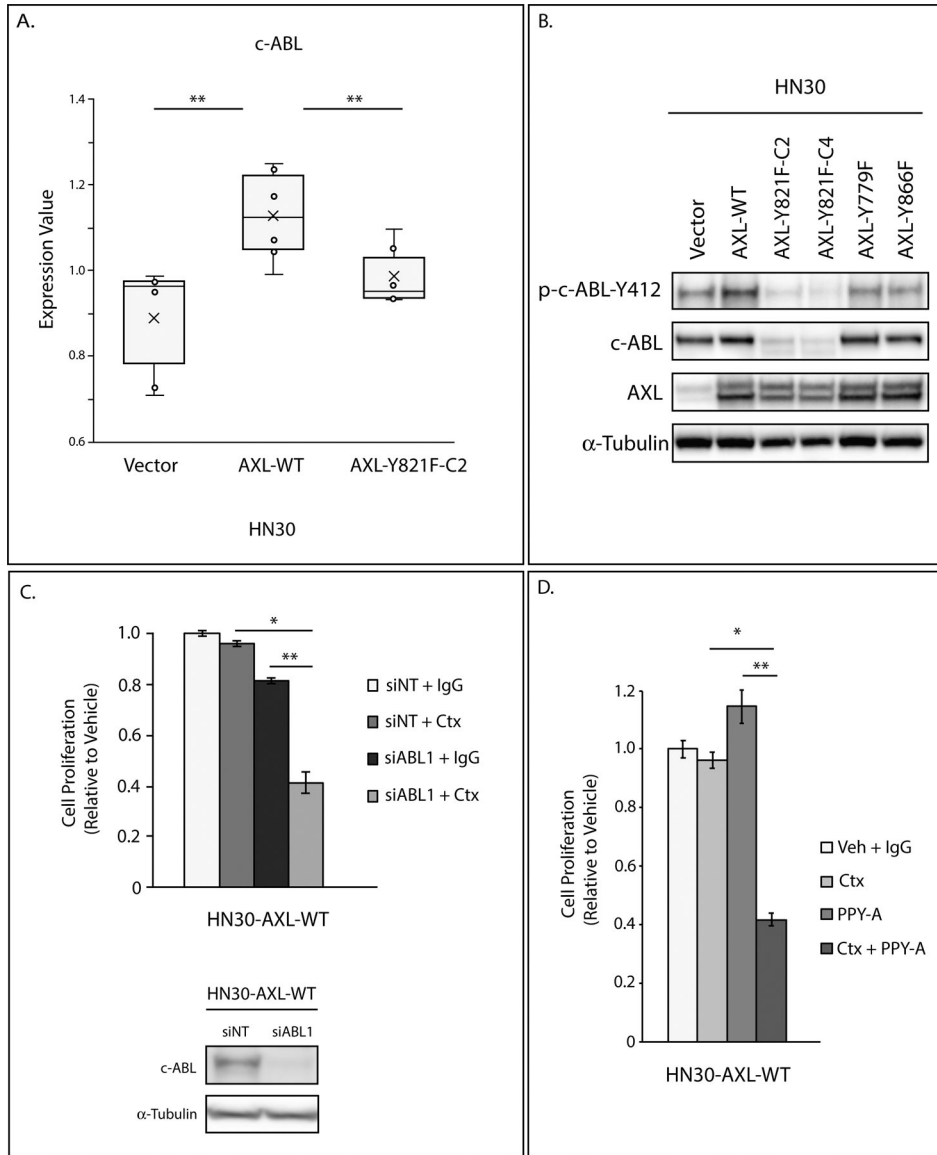 A.
c-ABL
**
**
1.4
1.2
1.0
0.8
0.6
Expression Value
Vector
AXL-WT
AXL-Y821F-C2
HN30
B.
HN30
Vector
AXL-WT
AXL-Y821F-C2
AXL-Y821F-C4
AXL-Y779F
AXL-Y866F
p-c-ABL-Y412
c-ABL
AXL
α-Tubulin
C.
*
**
1.0
0.8
0.6
0.4
0.2
0
Cell Proliferation
(Relative to Vehicle)
siNT + IgG
siNT + Ctx
siABL1 + IgG
siABL1 + Ctx
HN30-AXL-WT
HN30-AXL-WT
siNT siABL1
c-ABL
α-Tubulin
D.
*
**
1.2
1.0
0.8
0.6
0.4
0.2
0
Cell Proliferation
(Relative to Vehicle)
Veh + IgG
Ctx
PPY-A
Ctx + PPY-A
HN30-AXL-WT